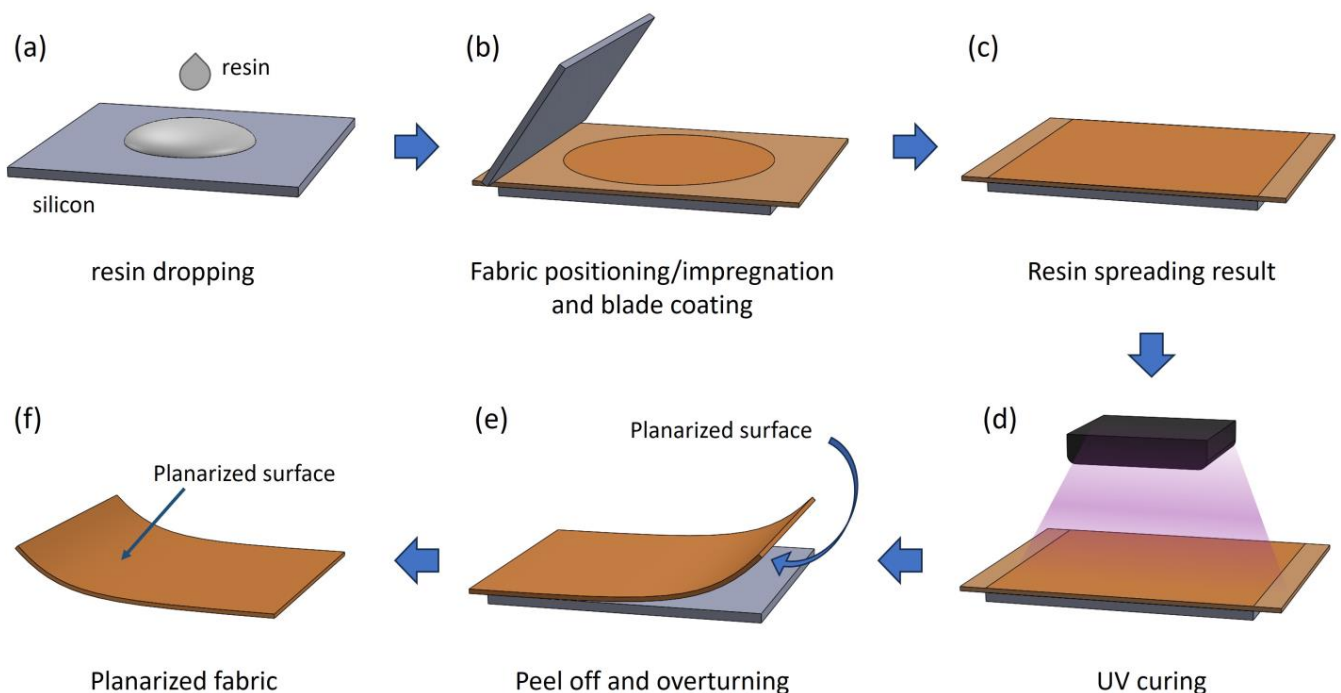 (a)
resin
silicon
resin dropping
(b)
Fabric positioning/impregnation
and blade coating
(c)
Resin spreading result
(d)
UV curing
(e)
Planarized surface
Peel off and overturning
(f)
Planarized surface
Planarized fabric